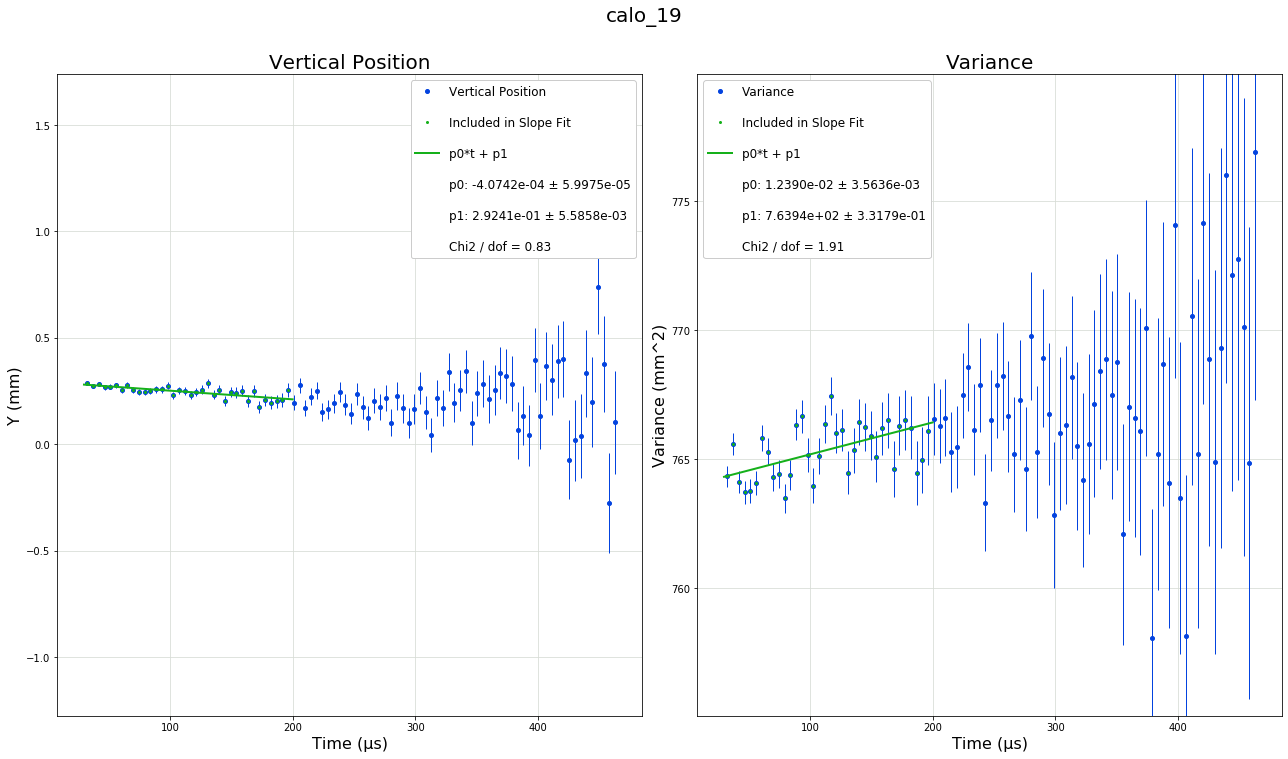 calo_19
Vertical Position
Vertical Position
Included in Slope Fit
p0*t + p1
p0: -4.0742e-04 ± 5.9975e-05
p1: 2.9241e-01 ± 5.5858e-03
Chi2 / dof = 0.83
1.5
1.0
0.5
0.0
−0.5
−1.0
Y (mm)
100
200
300
400
Time (μs)
Variance
Variance
Included in Slope Fit
p0*t + p1
p0: 1.2390e-02 ± 3.5636e-03
p1: 7.6394e+02 ± 3.3179e-01
Chi2 / dof = 1.91
775
770
765
760
Variance (mm^2)
100
200
300
400
Time (μs)